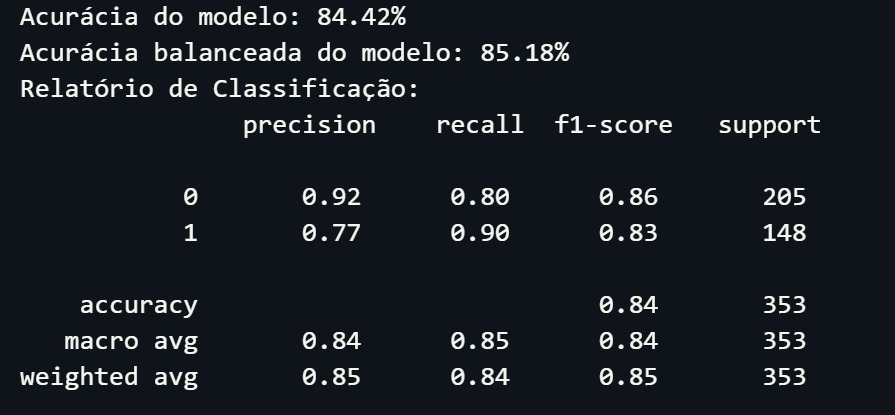 Acurácia do modelo: 84.42%
Acurácia balanceada do modelo: 85.18%
Relatório de Classificação:
precision recall f1-score support
0 0.92 0.80 0.86 205
1 0.77 0.90 0.83 148
accuracy 0.84 353
macro avg 0.84 0.85 0.84 353
weighted avg 0.85 0.84 0.85 353